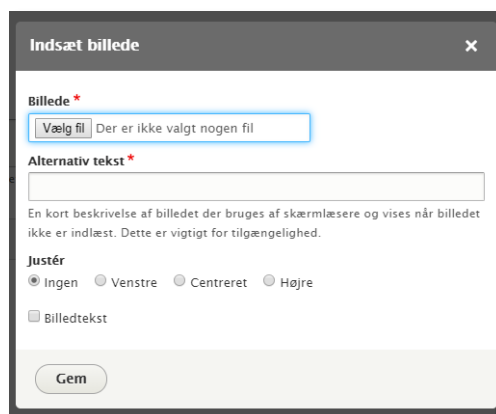 Indsæt billede ×
Billede *
Vælg fil Der er ikke valgt nogen fil
Alternativ tekst *
En kort beskrivelse af billedet der bruges af skærmlæsere og vises når billedet
ikke er indlæst. Dette er vigtigt for tilgængelighed.
Justér
Ingen Venstre Centreret Højre
Billedtekst
Gem